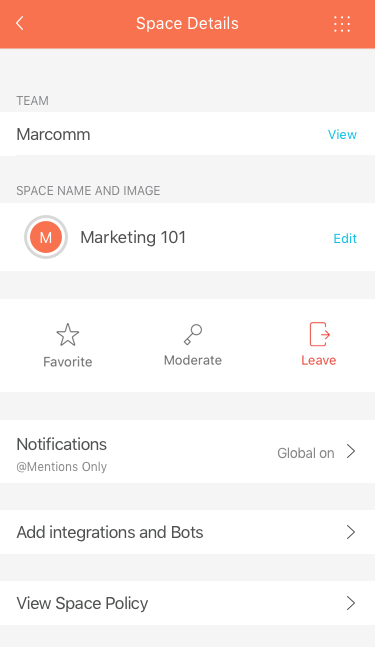 Space Details
TEAM
Marcomm
View
SPACE NAME AND IMAGE
M
Marketing 101
Edit
Favorite
Moderate
Leave
Notifications
@Mentions Only
Global on
Add integrations and Bots
View Space Policy